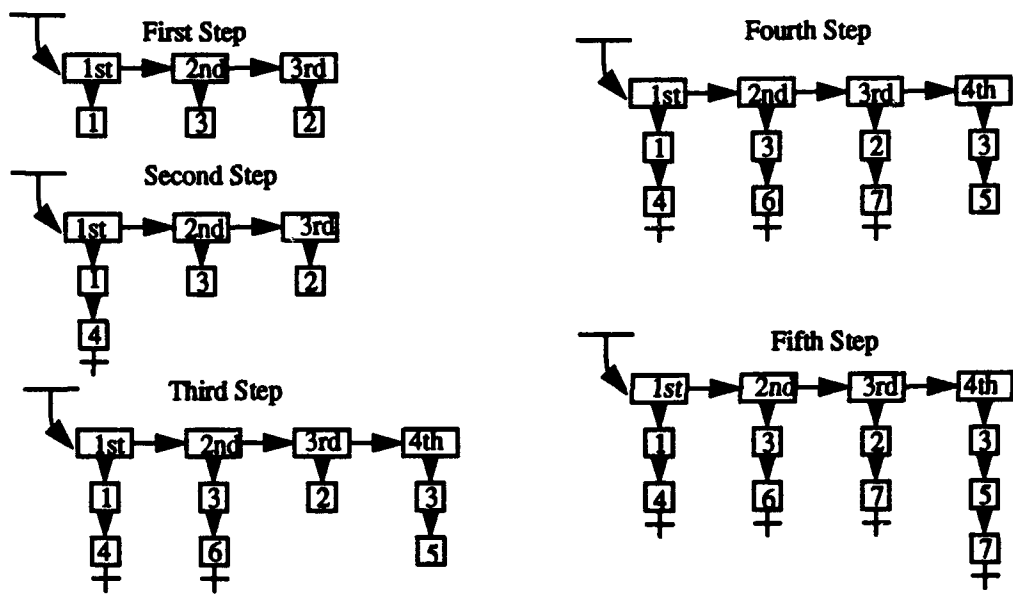 First Step
1st 2nd 3rd
1 3 2
Second Step
1st 2nd 3rd
1 3 2
4
Third Step
1st 2nd 3rd 4th
1 3 2 3
4 6 5
Fourth Step
1st 2nd 3rd 4th
1 3 2 3
4 6 7 5
Fifth Step
1st 2nd 3rd 4th
1 3 2 3
4 6 7 5
7